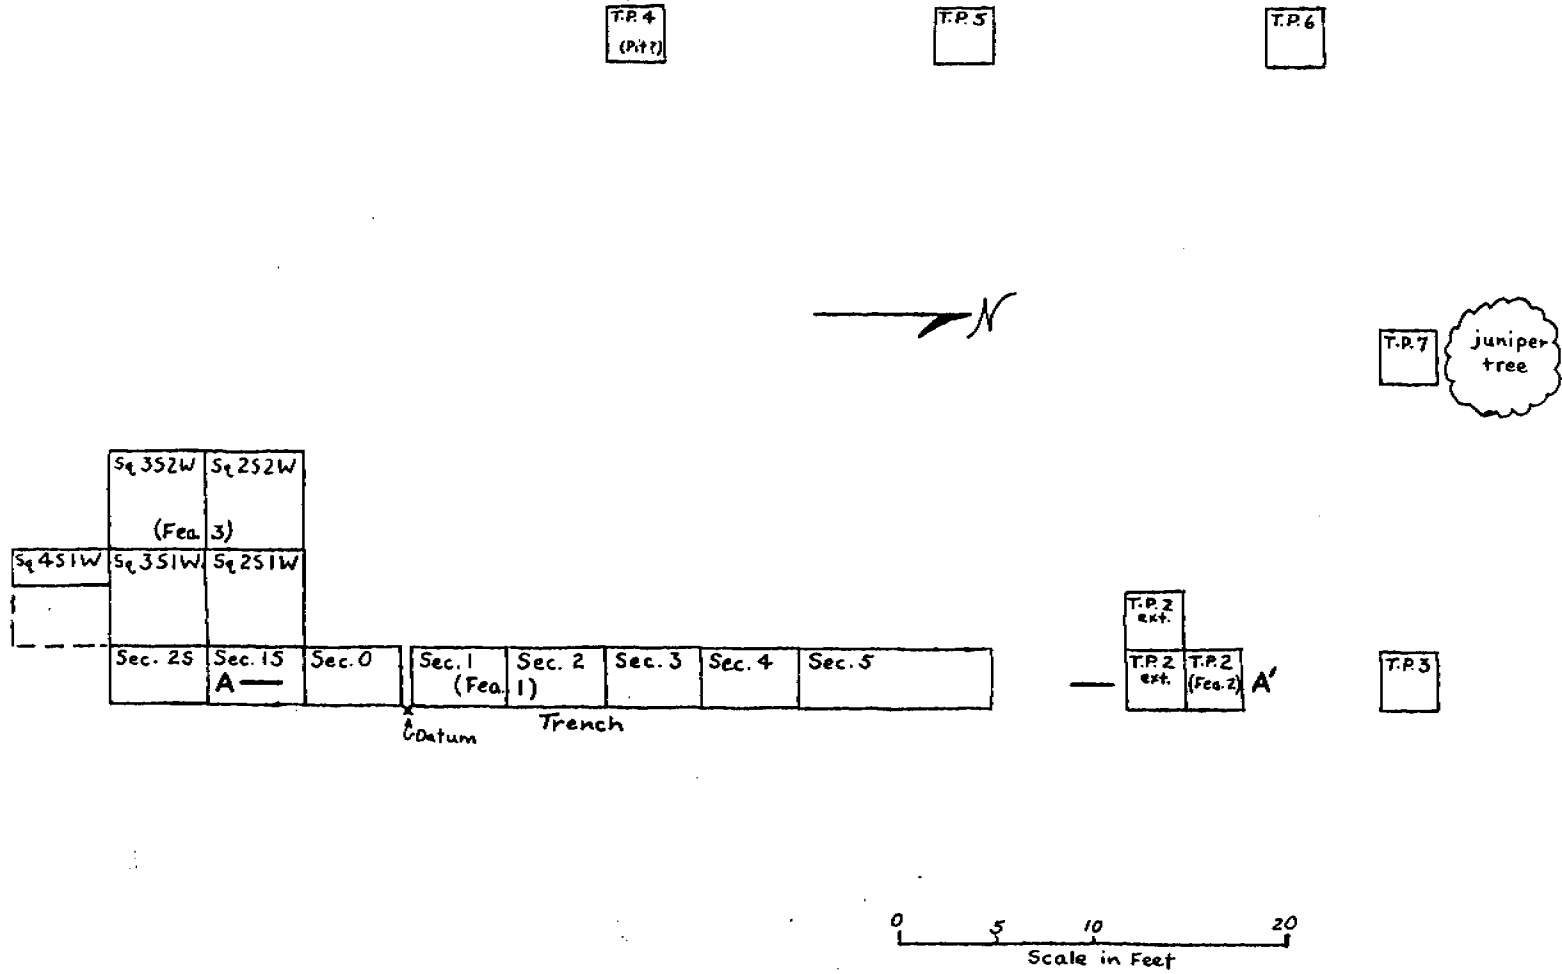 T.P. 4
(Pit?)
T.P. 5
T.P. 6
N
T.P. 7
juniper
tree
Sq 3S2W
Sq 2S2W
(Fea. 3)
Sq 4S1W
Sq 3S1W
Sq 2S1W
T.P. 2
ext.
Sec. 2S
Sec. 1S
Sec. 0
Sec. 1
Sec. 2
Sec. 3
Sec. 4
Sec. 5
T.P. 2
ext.
T.P. 2
(Fea. 2)
T.P. 3
A
(Fea. 1)
A'
Datum
Trench
0 5 10 20
Scale in Feet